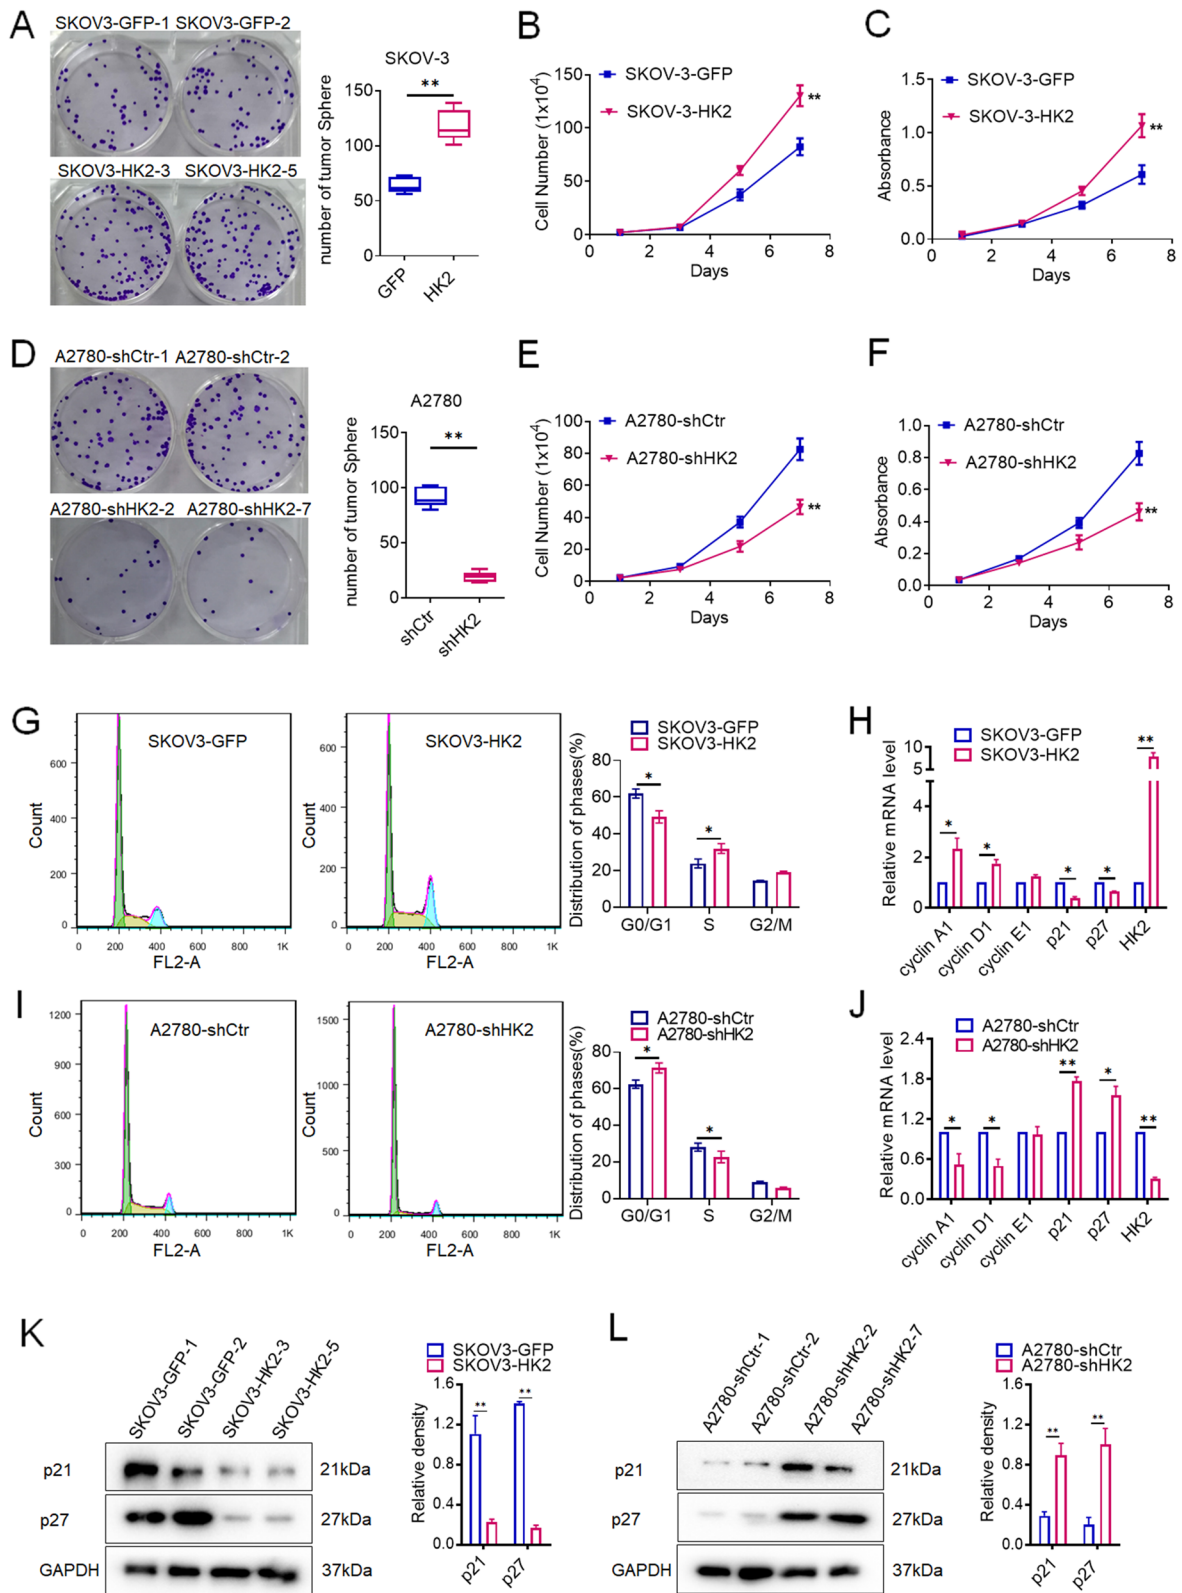 A
SKOV3-GFP-1 SKOV3-GFP-2
SKOV3-HK2-3 SKOV3-HK2-5
SKOV-3
**
number of tumor Sphere
150
100
50
0
GFP
HK2
B
SKOV-3-GFP
SKOV-3-HK2
**
Cell Number (1x10⁴)
150
100
50
0
0 2 4 6 8
Days
C
SKOV-3-GFP
SKOV-3-HK2
**
Absorbance
1.5
1.0
0.5
0.0
0 2 4 6 8
Days
D
A2780-shCtr-1 A2780-shCtr-2
A2780-shHK2-2 A2780-shHK2-7
A2780
**
number of tumor Sphere
150
100
50
0
shCtr
shHK2
E
A2780-shCtr
A2780-shHK2
**
Cell Number (1x10⁴)
100
80
60
40
20
0
0 2 4 6 8
Days
F
A2780-shCtr
A2780-shHK2
**
Absorbance
1.0
0.8
0.6
0.4
0.2
0.0
0 2 4 6 8
Days
G
SKOV3-GFP
Count
600
400
200
0
0 200 400 600 800 1K
FL2-A
SKOV3-HK2
Count
600
400
200
0
0 200 400 600 800 1K
FL2-A
SKOV3-GFP
SKOV3-HK2
Distribution of phases(%)
80
60
40
20
0
*
*
G0/G1 S G2/M
H
SKOV3-GFP
SKOV3-HK2
Relative mRNA level
10
5
4
2
0
*
*
*
*
**
cyclin A1
cyclin D1
cyclin E1
p21
p27
HK2
I
A2780-shCtr
Count
1200
900
600
300
0
0 200 400 600 800 1K
FL2-A
A2780-shHK2
Count
1500
1000
500
0
0 200 400 600 800 1K
FL2-A
A2780-shCtr
A2780-shHK2
Distribution of phases(%)
80
60
40
20
0
*
*
G0/G1 S G2/M
J
A2780-shCtr
A2780-shHK2
Relative mRNA level
2.4
1.8
1.2
0.6
0.0
*
*
**
*
**
cyclin A1
cyclin D1
cyclin E1
p21
p27
HK2
K
SKOV3-GFP-1
SKOV3-GFP-2
SKOV3-HK2-3
SKOV3-HK2-5
p21 21kDa
p27 27kDa
GAPDH 37kDa
SKOV3-GFP
SKOV3-HK2
Relative density
1.6
1.2
0.8
0.4
0.0
**
**
p21
p27
L
A2780-shCtr-1
A2780-shCtr-2
A2780-shHK2-2
A2780-shHK2-7
p21 21kDa
p27 27kDa
GAPDH 37kDa
A2780-shCtr
A2780-shHK2
Relative density
1.6
1.2
0.8
0.4
0.0
**
**
p21
p27